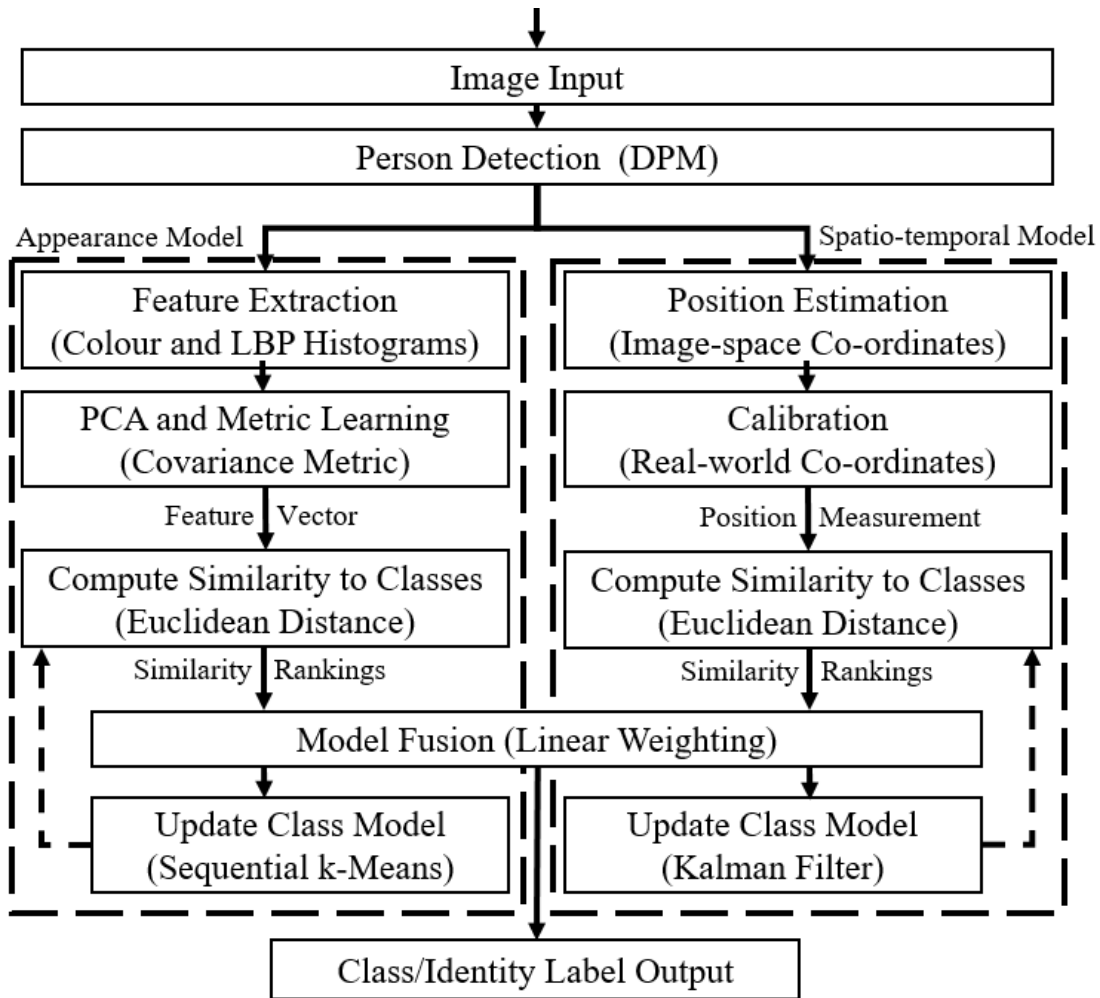 Image Input
Person Detection (DPM)
Appearance Model
Spatio-temporal Model
Feature Extraction
(Colour and LBP Histograms)
Position Estimation
(Image-space Co-ordinates)
PCA and Metric Learning
(Covariance Metric)
Calibration
(Real-world Co-ordinates)
Feature Vector
Position Measurement
Compute Similarity to Classes
(Euclidean Distance)
Compute Similarity to Classes
(Euclidean Distance)
Similarity Rankings
Similarity Rankings
Model Fusion (Linear Weighting)
Update Class Model
(Sequential k-Means)
Update Class Model
(Kalman Filter)
Class/Identity Label Output